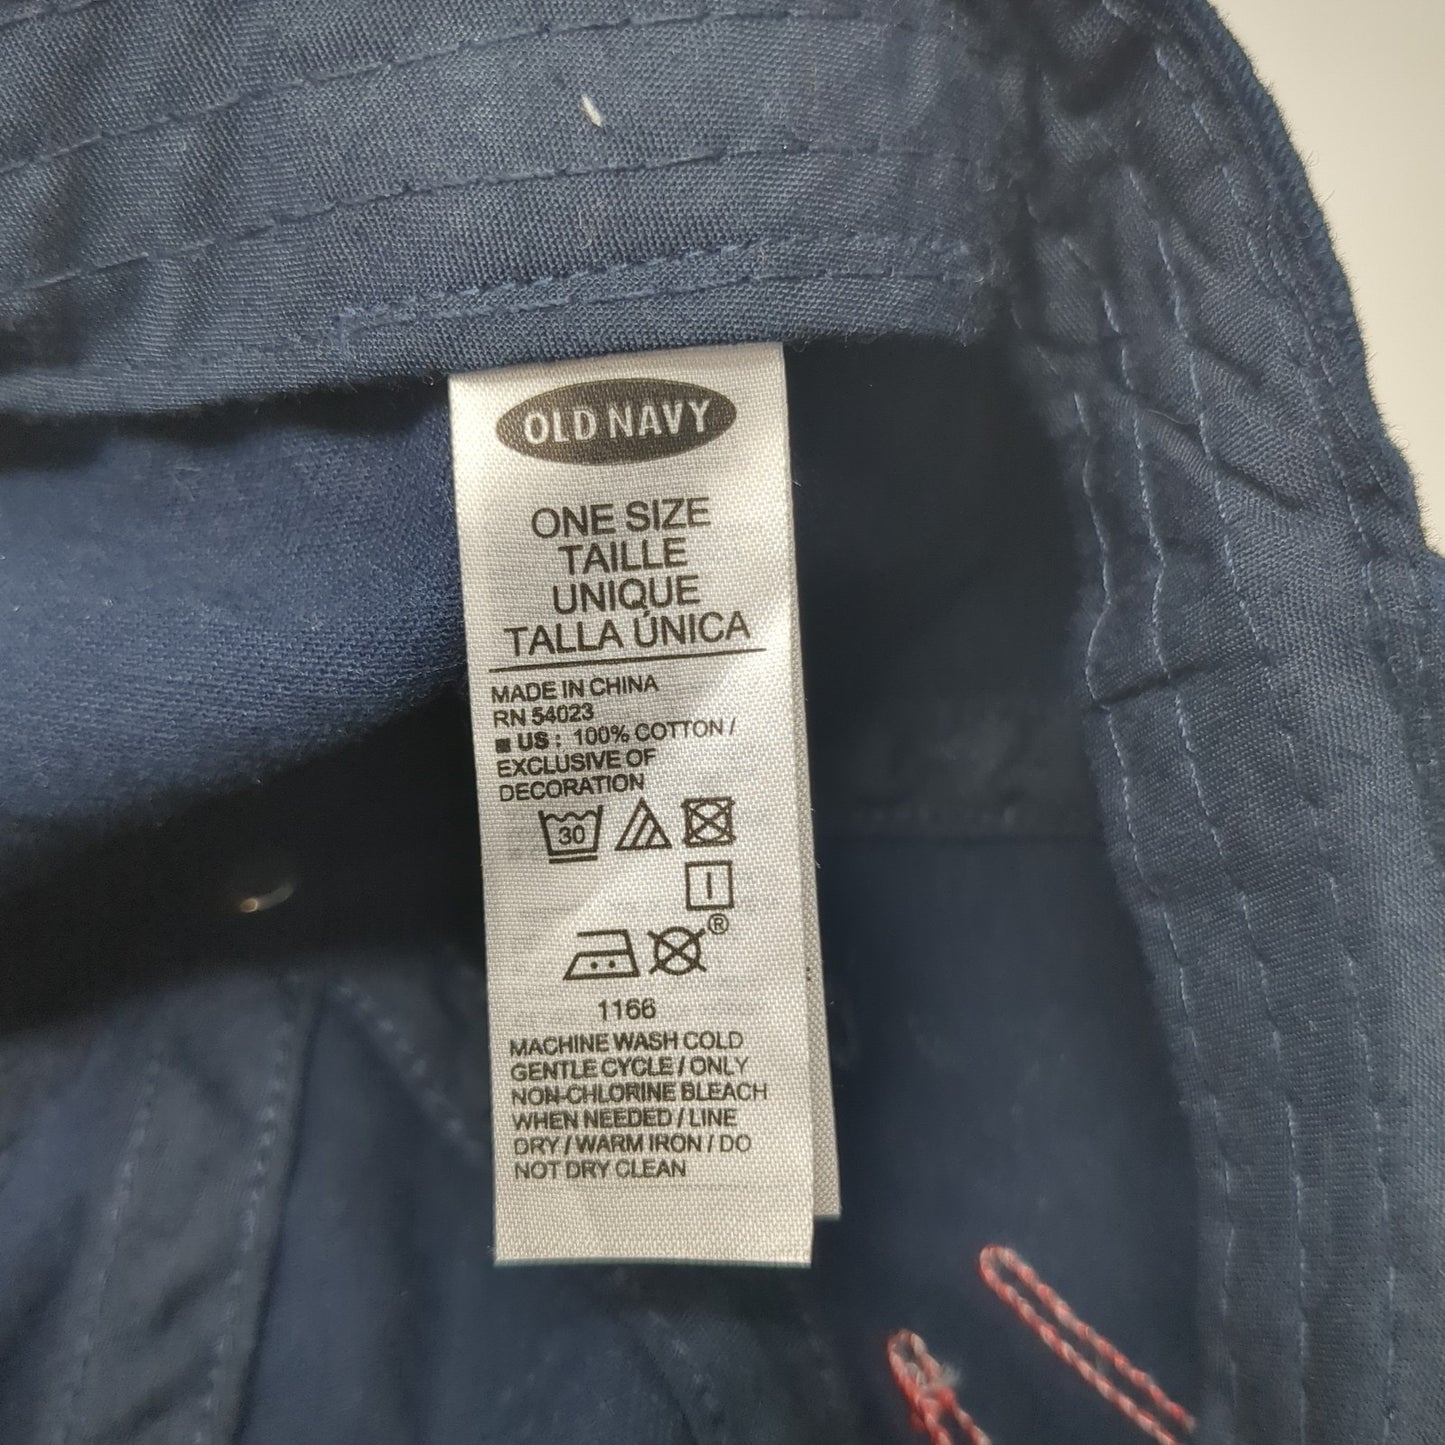 OLD NAVY
ONE SIZE
TAILLE
UNIQUE
TALLA ÚNICA
MADE IN CHINA
RN 54023
■ US : 100% COTTON /
EXCLUSIVE OF
DECORATION
30
®
1166
MACHINE WASH COLD
GENTLE CYCLE / ONLY
NON-CHLORINE BLEACH
WHEN NEEDED / LINE
DRY / WARM IRON / DO
NOT DRY CLEAN